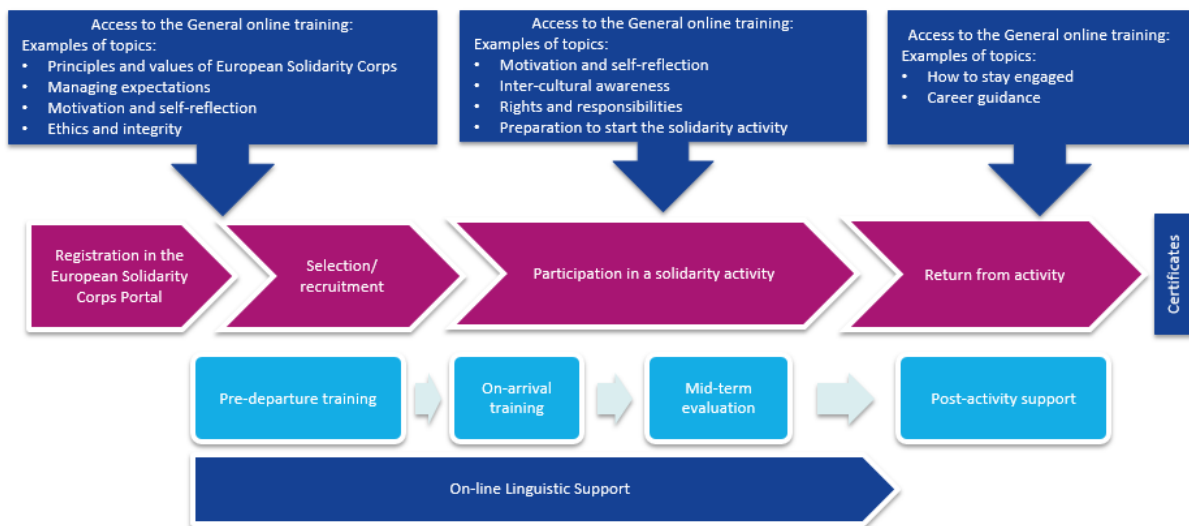 Access to the General online training:
Examples of topics:
• Principles and values of European Solidarity Corps
• Managing expectations
• Motivation and self-reflection
• Ethics and integrity
Access to the General online training:
Examples of topics:
• Motivation and self-reflection
• Inter-cultural awareness
• Rights and responsibilities
• Preparation to start the solidarity activity
Access to the General online training:
Examples of topics:
• How to stay engaged
• Career guidance
Registration in the
European Solidarity
Corps Portal
Selection/
recruitment
Participation in a solidarity activity
Return from activity
Certificates
Pre-departure training
On-arrival
training
Mid-term
evaluation
Post-activity support
On-line Linguistic Support